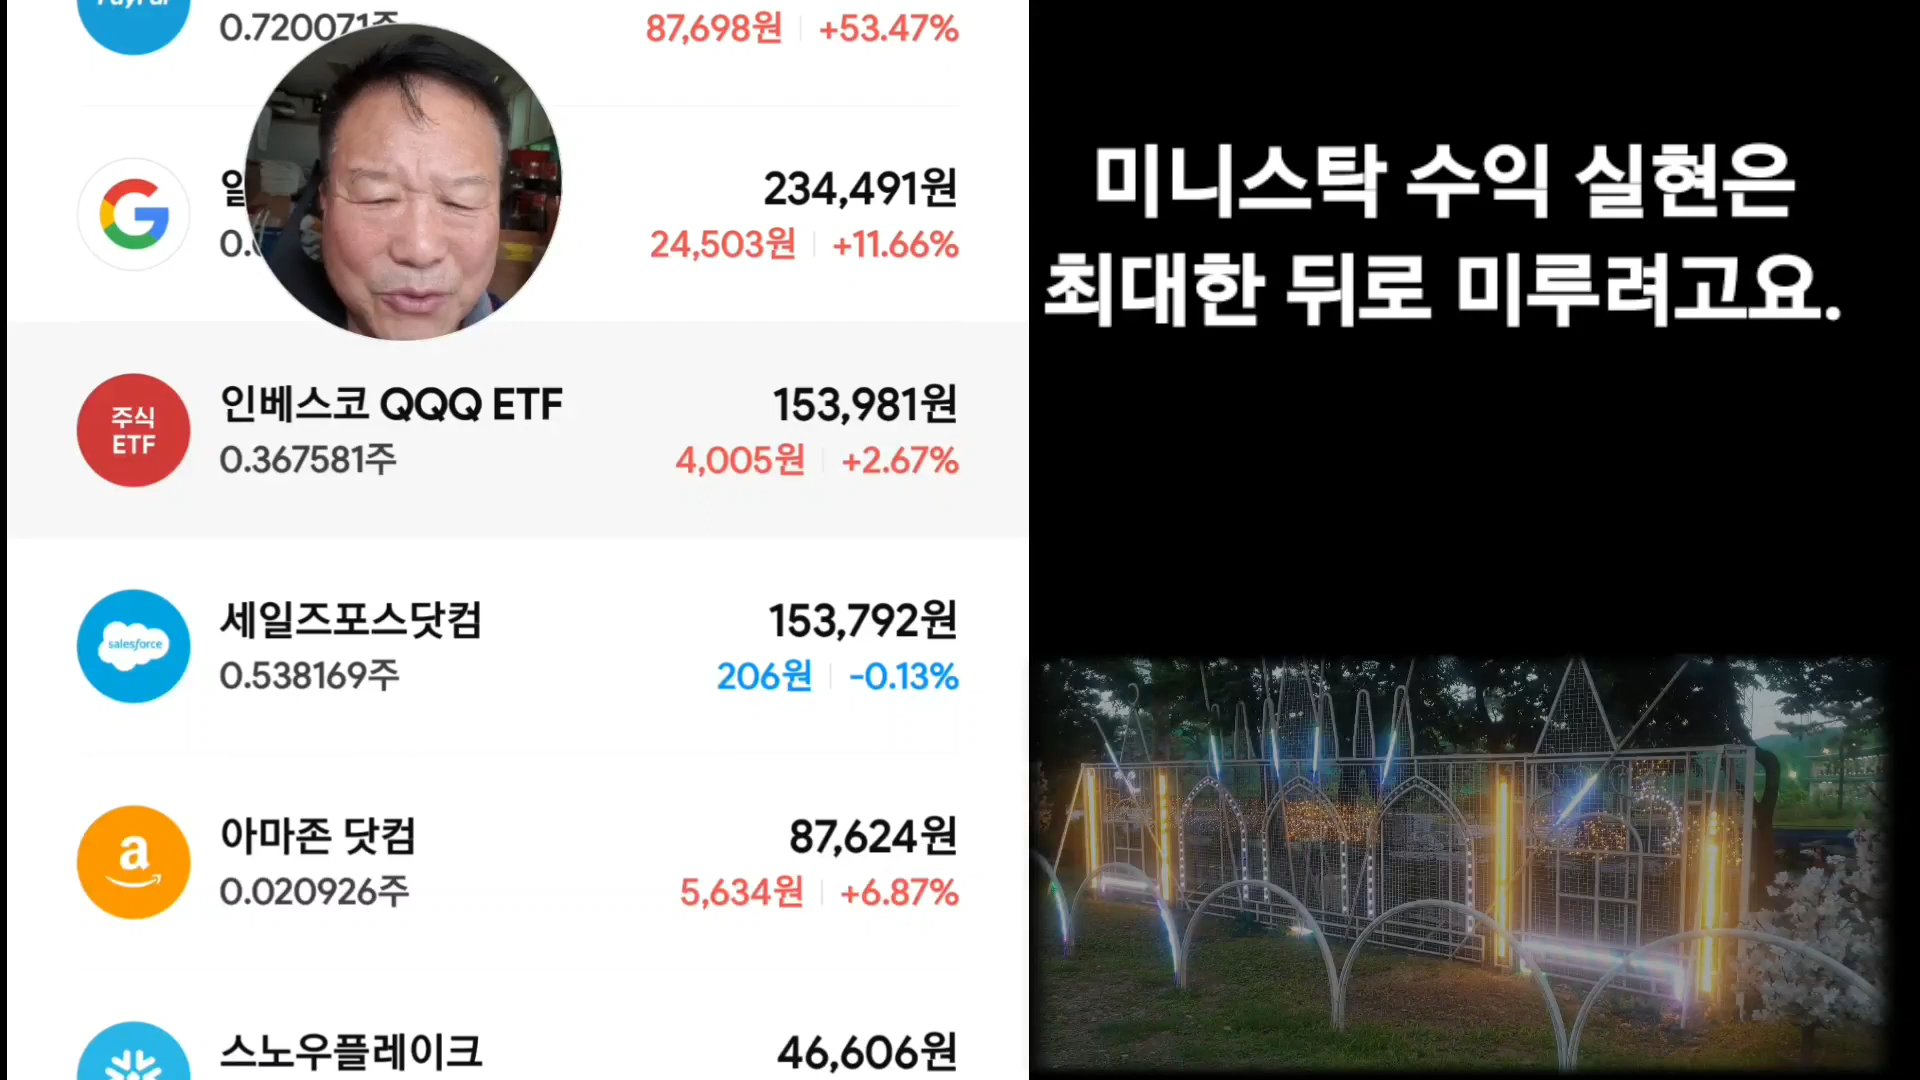 PayPal
0.720071주
87,698원 +53.47%
234,491원
24,503원 +11.66%
주식
ETF
인베스코 QQQ ETF
153,981원
0.367581주
4,005원 +2.67%
salesforce
세일즈포스닷컴
153,792원
0.538169주
206원 -0.13%
아마존 닷컴
87,624원
0.020926주
5,634원 +6.87%
스노우플레이크
46,606원
미니스탁 수익 실현은
최대한 뒤로 미루려고요.